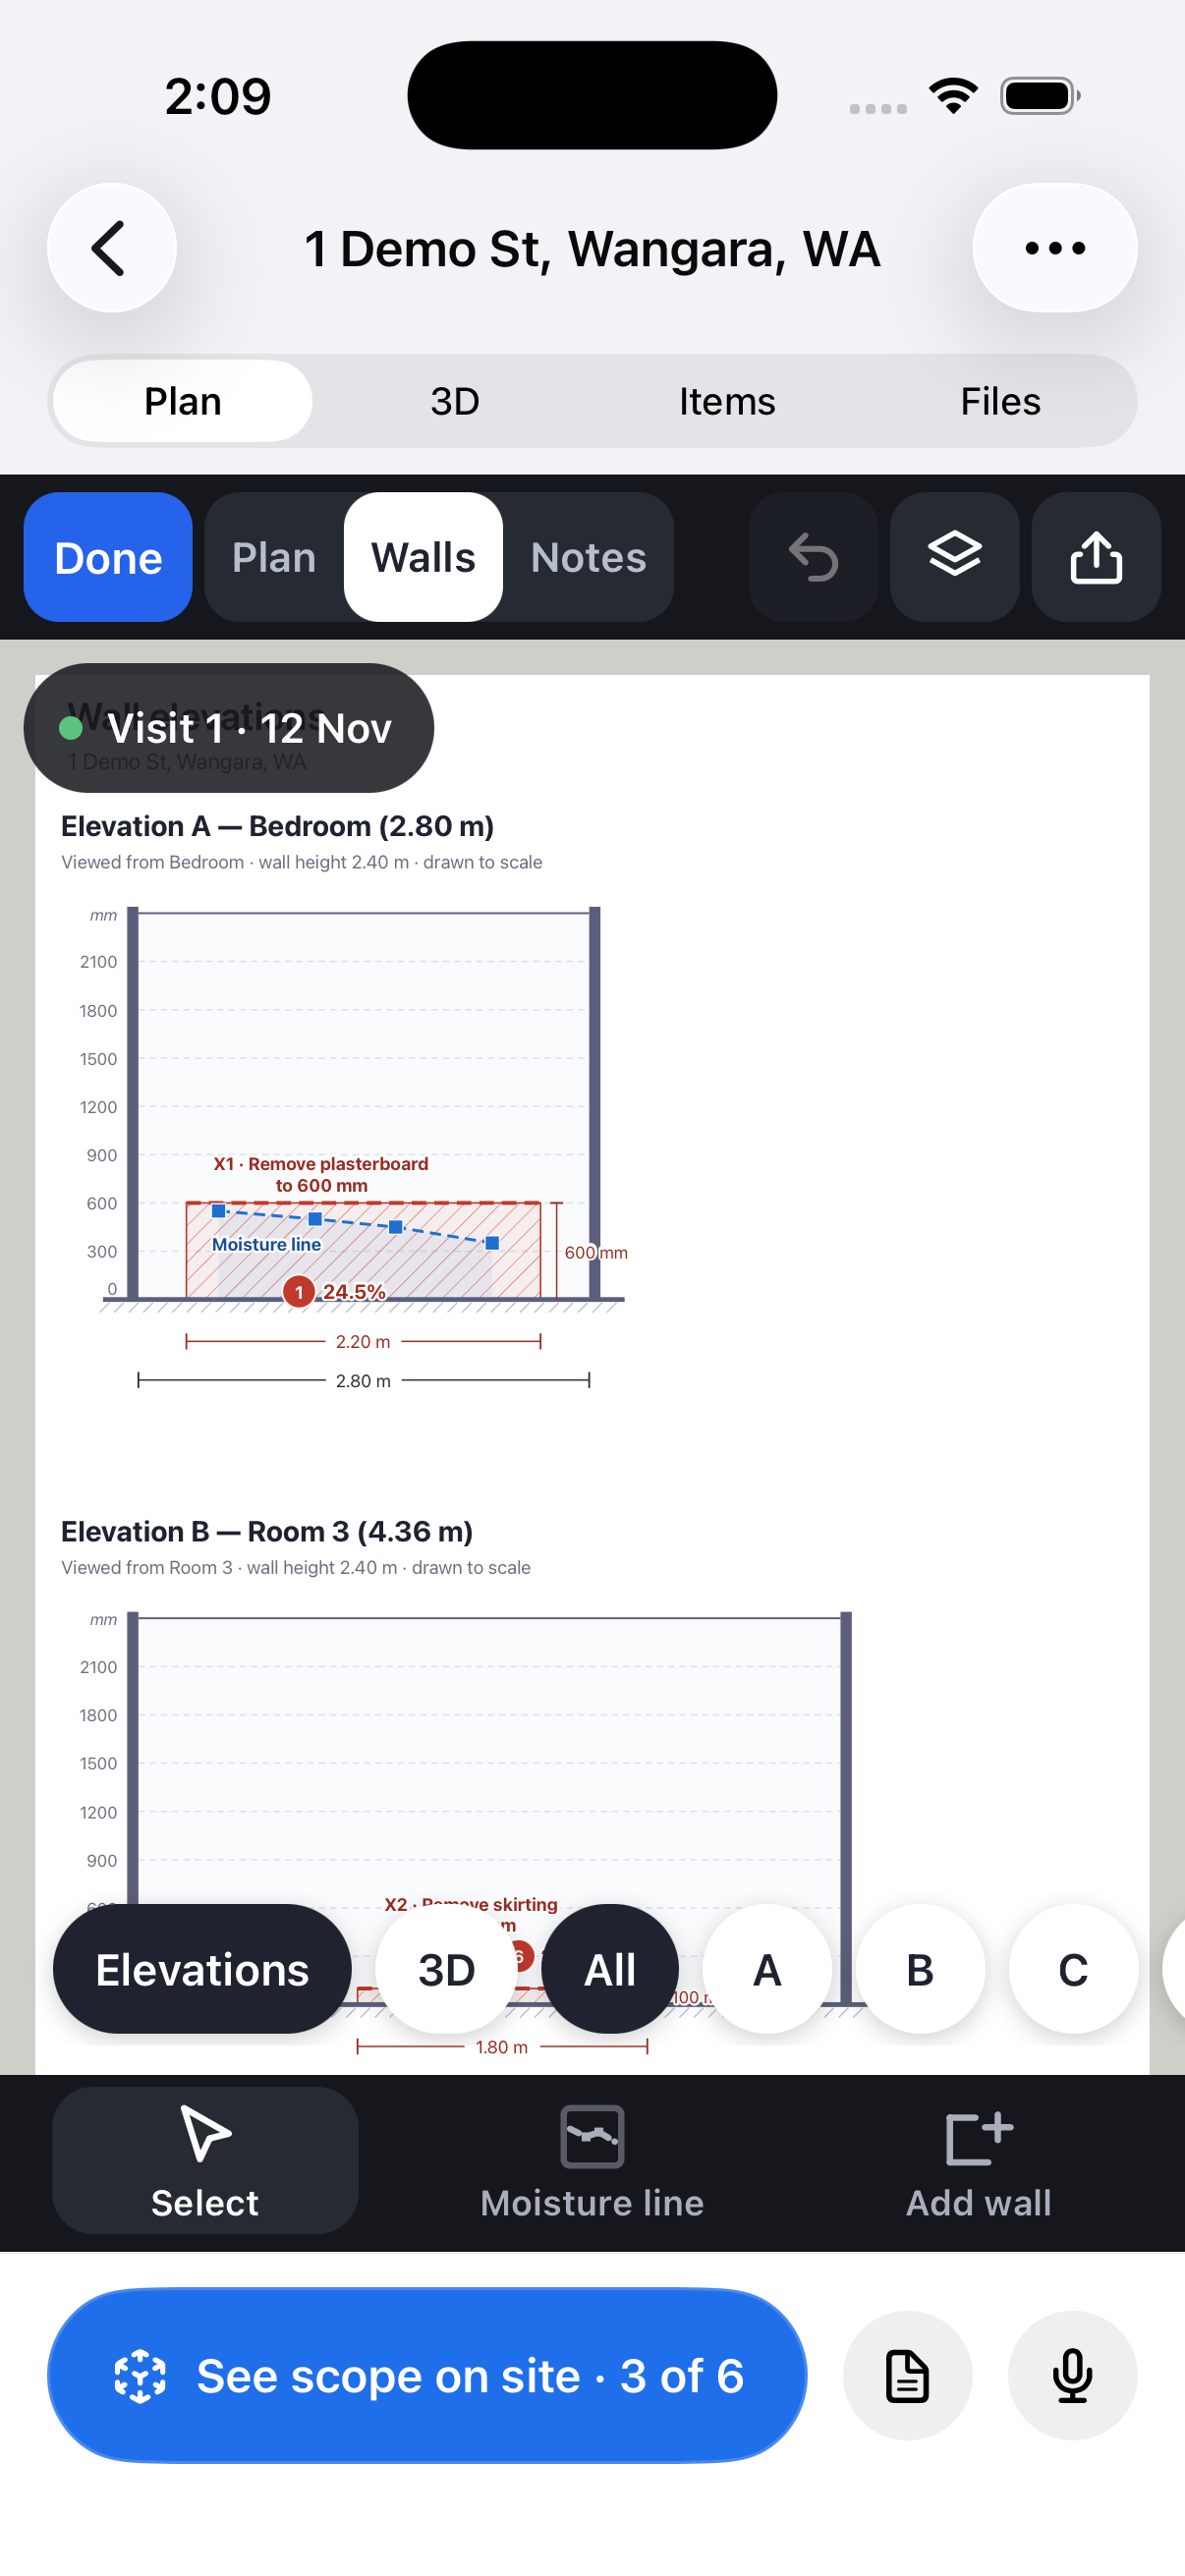 2:09
1 Demo St, Wangara, WA
Plan 3D Items Files
Done Plan Walls Notes
Wall elevations
Visit 1 · 12 Nov
1 Demo St, Wangara, WA
Elevation A — Bedroom (2.80 m)
Viewed from Bedroom · wall height 2.40 m · drawn to scale
mm
2100
1800
1500
1200
900
X1 · Remove plasterboard
to 600 mm
600
Moisture line
300
600 mm
0
1 24.5%
2.20 m
2.80 m
Elevation B — Room 3 (4.36 m)
Viewed from Room 3 · wall height 2.40 m · drawn to scale
mm
2100
1800
1500
1200
900
X2 · Remove skirting
600
Elevations 3D All A B C
6
100
1.80 m
Select Moisture line Add wall
See scope on site · 3 of 6